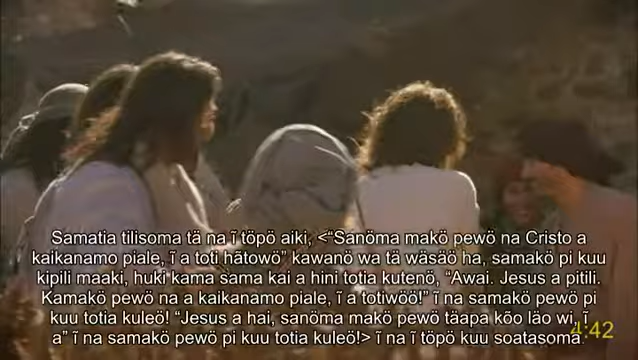 Samatia tilisoma tä na ĩ töpö aiki, <“Sanöma makö pewö na Cristo a
kaikanamo piale, ĩ a toti hãtowö” kawanö wa tä wäsäö ha, samakö pi kuu
kipili maaki, huki kama sama kai a hini totia kutenö, “Awai. Jesus a pitili.
Kamakö pewö na a kaikanamo piale, ĩ a totiwöö!” ĩ na samakö pewö pi
kuu totia kuleö! “Jesus a hai, sanöma makö pewö täapa kõo läo wi, ĩ
a” ĩ na samakö pewö pi kuu totia kuleö!> ĩ na ĩ töpö kuu soatasoma.
4:42